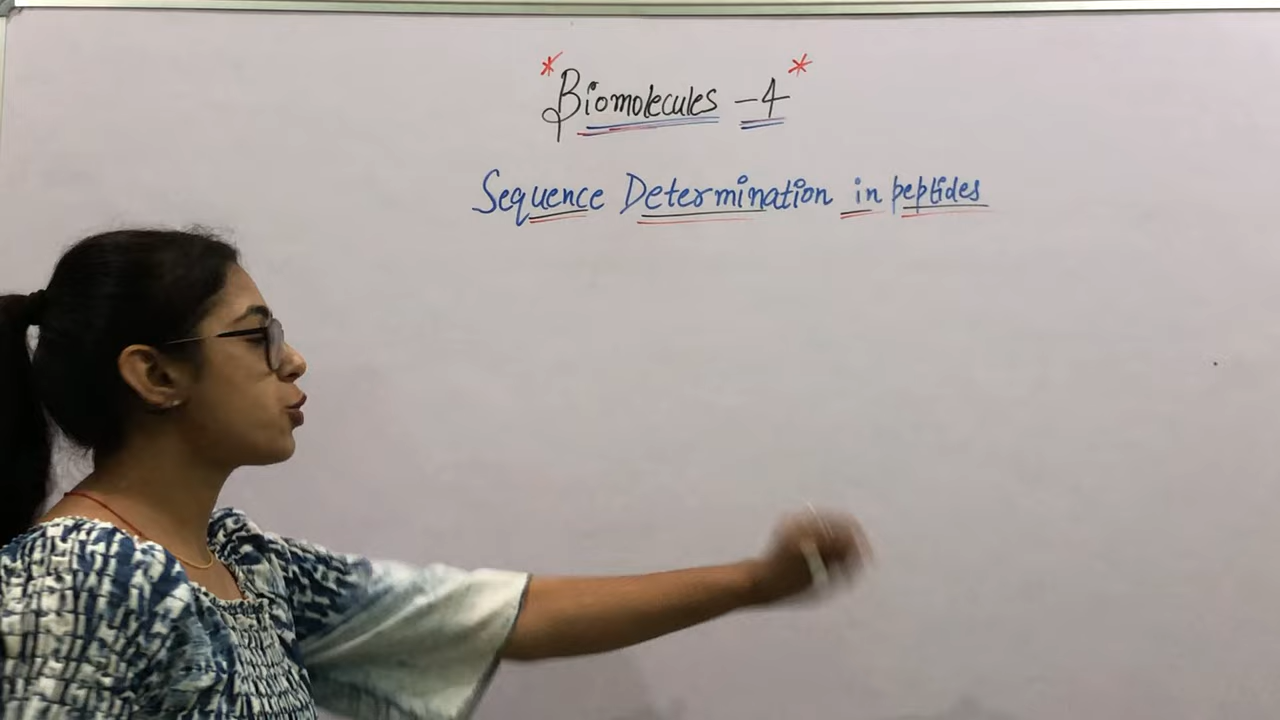 *Biomolecules -4*
Sequence Determination in peptides